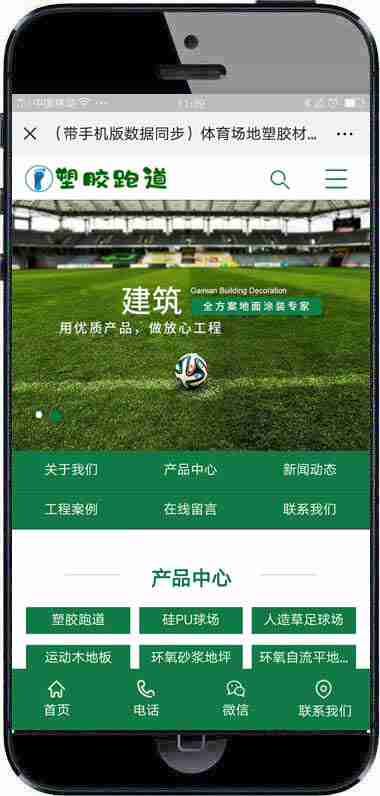 中国移动
11:39
（带手机版数据同步）体育场地塑胶材...
塑胶跑道
建筑
Gainsan Building Decoration
全方案地面涂装专家
用优质产品，做放心工程
关于我们 产品中心 新闻动态
工程案例 在线留言 联系我们
产品中心
塑胶跑道 硅PU球场 人造草足球场
运动木地板 环氧砂浆地坪 环氧自流平地...
首页 电话 微信 联系我们